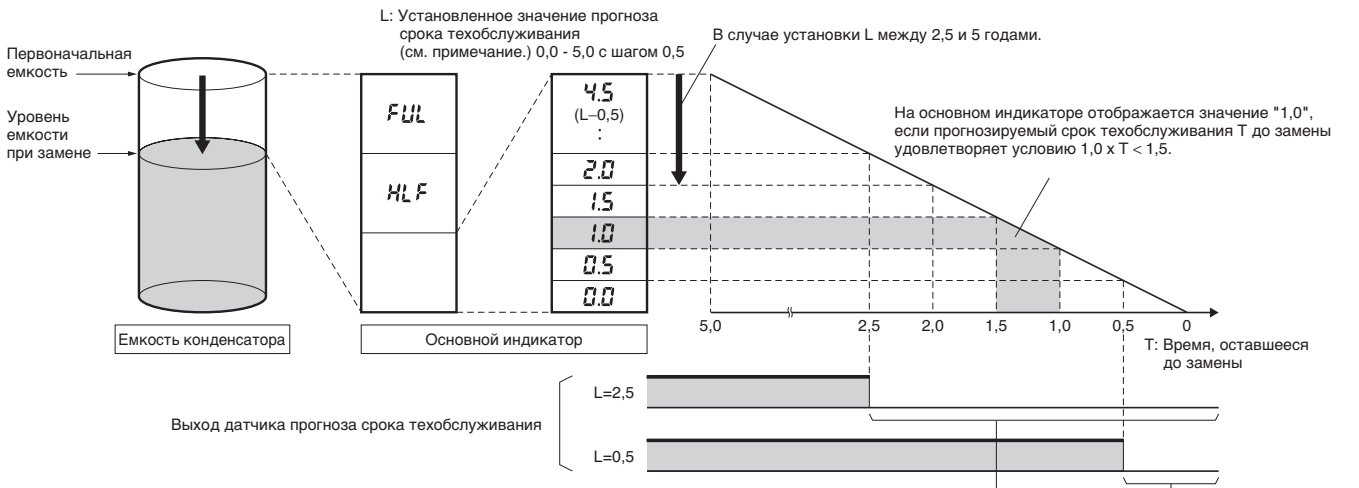 L: Установленное значение прогноза
срока техобслуживания
(см. примечание.) 0,0 - 5,0 с шагом 0,5
В случае установки L между 2,5 и 5 годами.
Первоначальная
емкость
Уровень
емкости
при замене
FUL
HLF
4.5
(L–0,5)
:
2.0
1.5
1.0
0.5
0.0
На основном индикаторе отображается значение "1,0",
если прогнозируемый срок техобслуживания T до замены
удовлетворяет условию 1,0 x T < 1,5.
5,0
2,5
2,0
1,5
1,0
0,5
0
T: Время, оставшееся
до замены
Емкость конденсатора
Основной индикатор
Выход датчика прогноза срока техобслуживания
L=2,5
L=0,5